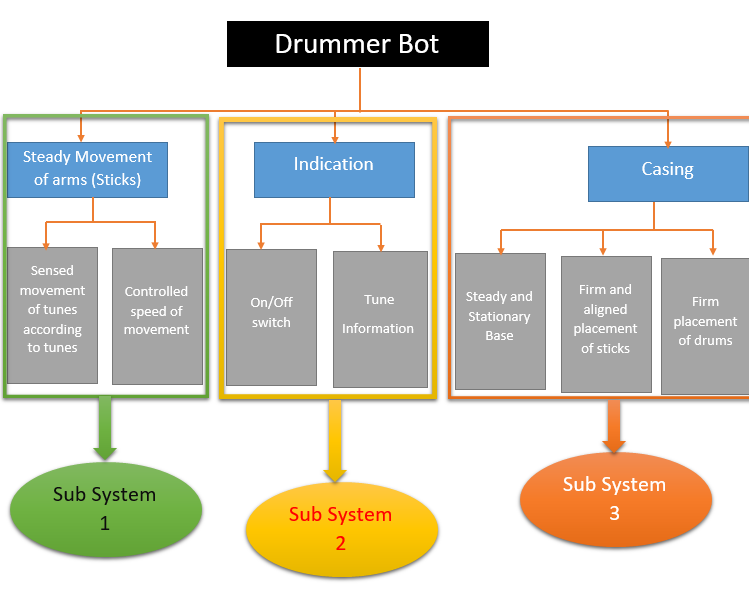 Drummer Bot
Steady Movement
of arms (Sticks)
Indication
Casing
Sensed
movement
of tunes
according
to tunes
Controlled
speed of
movement
On/Off
switch
Tune
Information
Steady and
Stationary
Base
Firm and
aligned
placement
of sticks
Firm
placement
of drums
Sub System
1
Sub System
2
Sub System
3